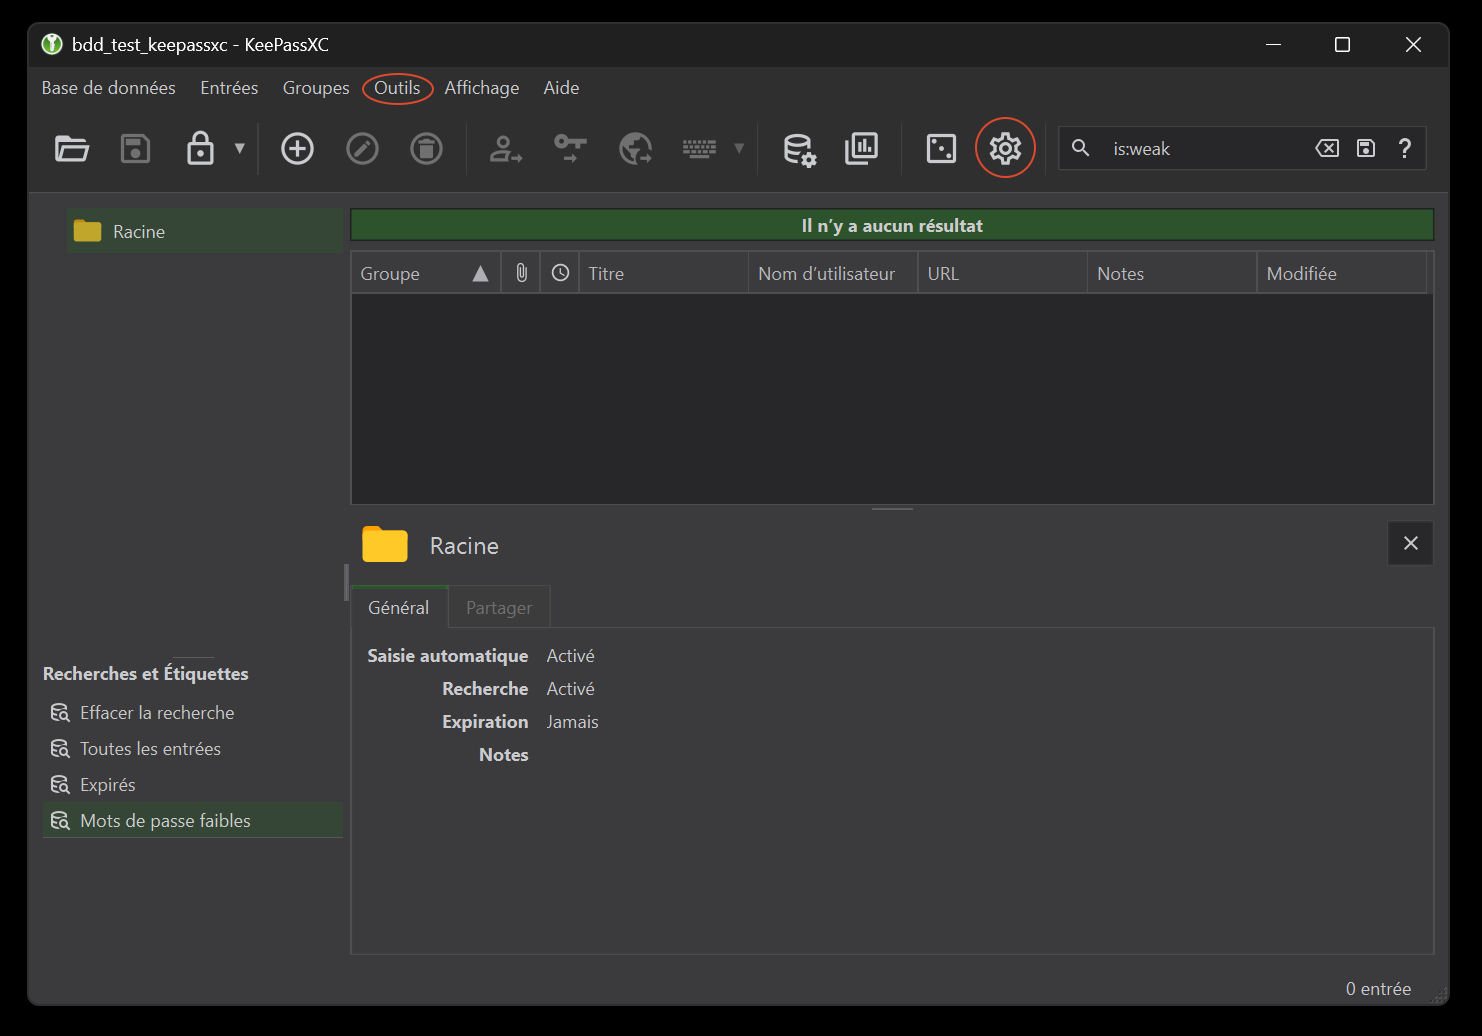 bdd_test_keepassxc - KeePassXC
Base de données Entrées Groupes Outils Affichage Aide
is:weak
Racine
Il n’y a aucun résultat
Groupe Titre Nom d’utilisateur URL Notes Modifiée
Racine
Général Partager
Saisie automatique Activé
Recherche Activé
Expiration Jamais
Notes
Recherches et Étiquettes
Effacer la recherche
Toutes les entrées
Expirés
Mots de passe faibles
0 entrée